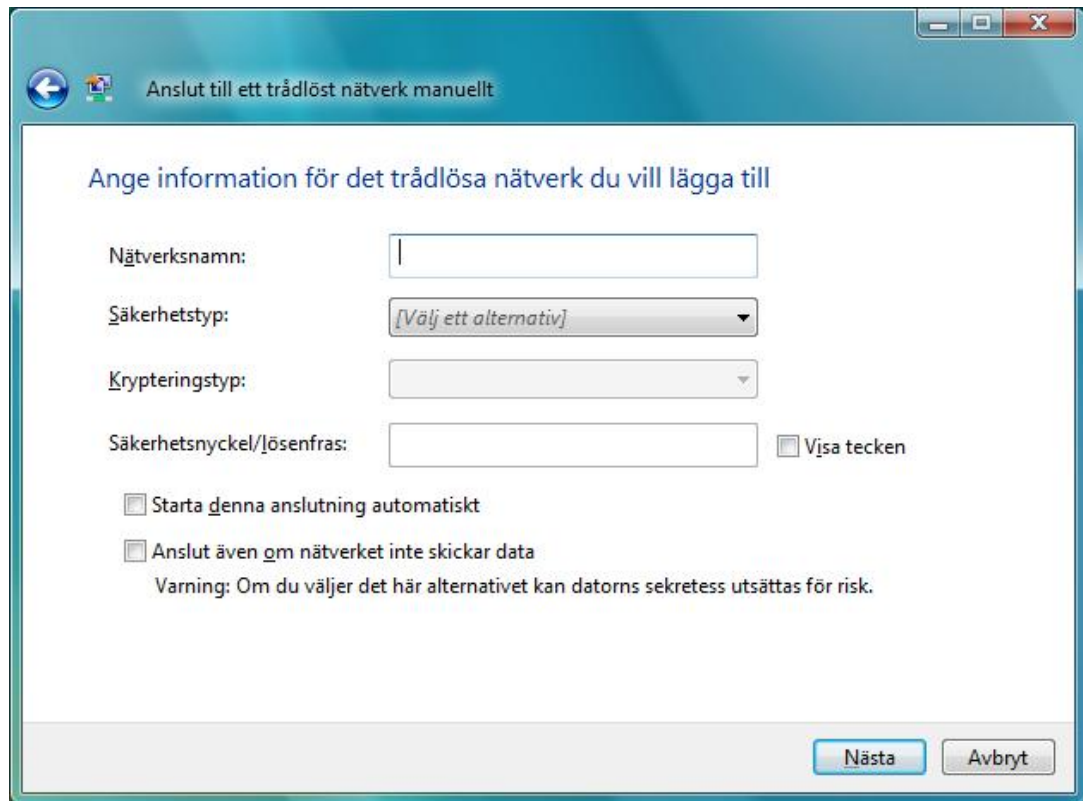 Anslut till ett trådlöst nätverk manuellt
Ange information för det trådlösa nätverk du vill lägga till
Nätverksnamn:
Säkerhetstyp:
[Välj ett alternativ]
Krypteringstyp:
Säkerhetsnyckel/lösenfras:
Visa tecken
Starta denna anslutning automatiskt
Anslut även om nätverket inte skickar data
Varning: Om du väljer det här alternativet kan datorns sekretess utsättas för risk.
Nästa
Avbryt